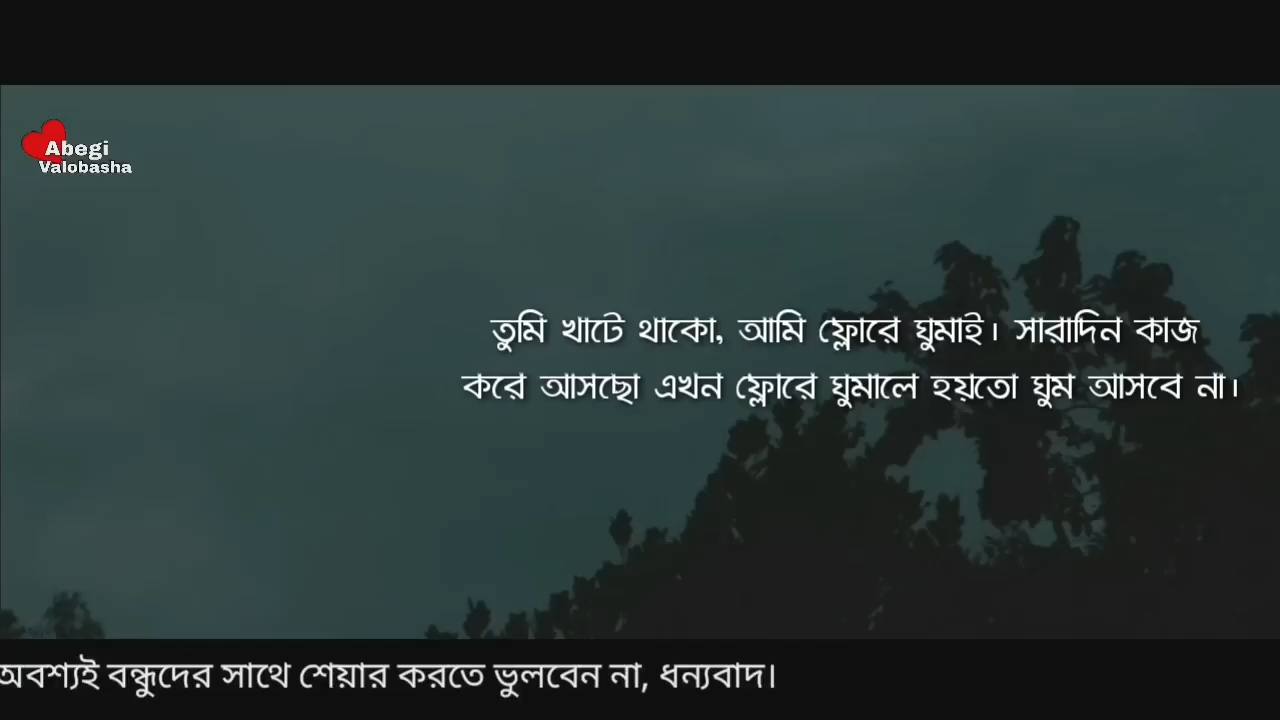 Abegi
Valobasha
তুমি খাটে থাকো, আমি ফ্লোরে ঘুমাই। সারাদিন কাজ
করে আসছো এখন ফ্লোরে ঘুমালে হয়তো ঘুম আসবে না।
অবশ্যই বন্ধুদের সাথে শেয়ার করতে ভুলবেন না, ধন্যবাদ।